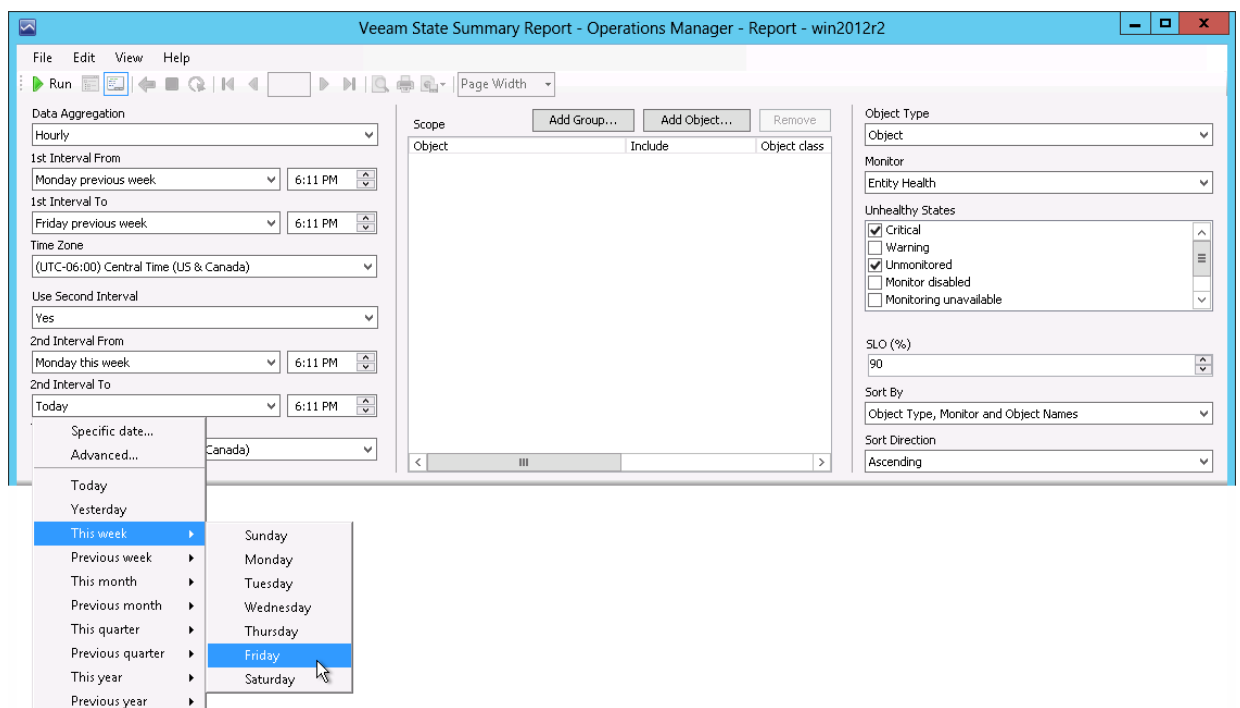 Veeam State Summary Report - Operations Manager - Report - win2012r2
File Edit View Help
Run Page Width
Data Aggregation
Hourly
1st Interval From
Monday previous week 6:11 PM
1st Interval To
Friday previous week 6:11 PM
Time Zone
(UTC-06:00) Central Time (US & Canada)
Use Second Interval
Yes
2nd Interval From
Monday this week 6:11 PM
2nd Interval To
Today 6:11 PM
Canada)
Specific date...
Advanced...
Today
Yesterday
This week
Previous week
This month
Previous month
This quarter
Previous quarter
This year
Previous year
Sunday
Monday
Tuesday
Wednesday
Thursday
Friday
Saturday
Scope Add Group... Add Object... Remove
Object Include Object class
Object Type
Object
Monitor
Entity Health
Unhealthy States
Critical
Warning
Unmonitored
Monitor disabled
Monitoring unavailable
SLO (%)
90
Sort By
Object Type, Monitor and Object Names
Sort Direction
Ascending